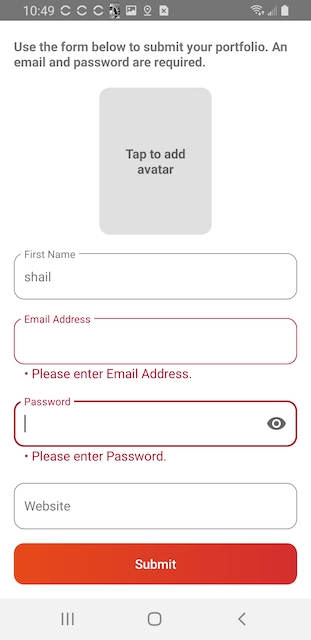 10:49
Use the form below to submit your portfolio. An
email and password are required.
Tap to add
avatar
First Name
shail
Email Address
• Please enter Email Address.
Password
• Please enter Password.
Website
Submit